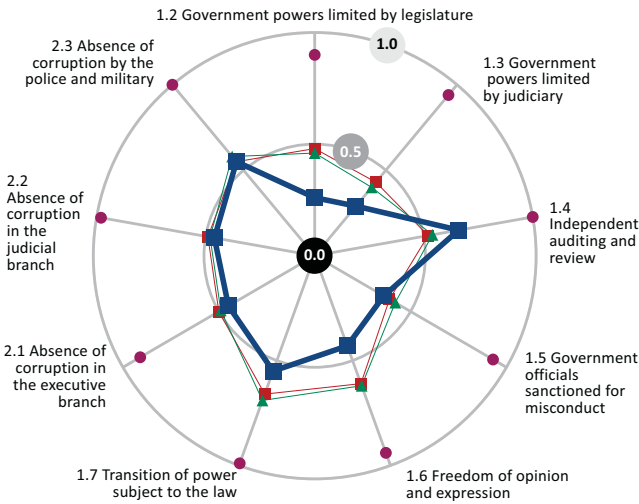 1.2 Government powers limited by legislature
1.0
2.3 Absence of
corruption by the
police and military
1.3 Government
powers limited
by judiciary
0.5
2.2
Absence of
corruption
in the
judicial
branch
1.4
Independent
auditing and
review
0.0
2.1 Absence of
corruption in
the executive
branch
1.5 Government
officials
sanctioned for
misconduct
1.7 Transition of power
subject to the law
1.6 Freedom of opinion
and expression